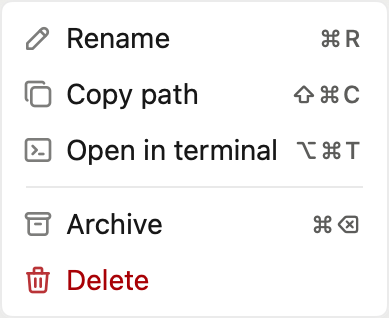 Rename ⌘R
Copy path ⇧⌘C
Open in terminal ⌥⌘T
Archive ⌘⌫
Delete